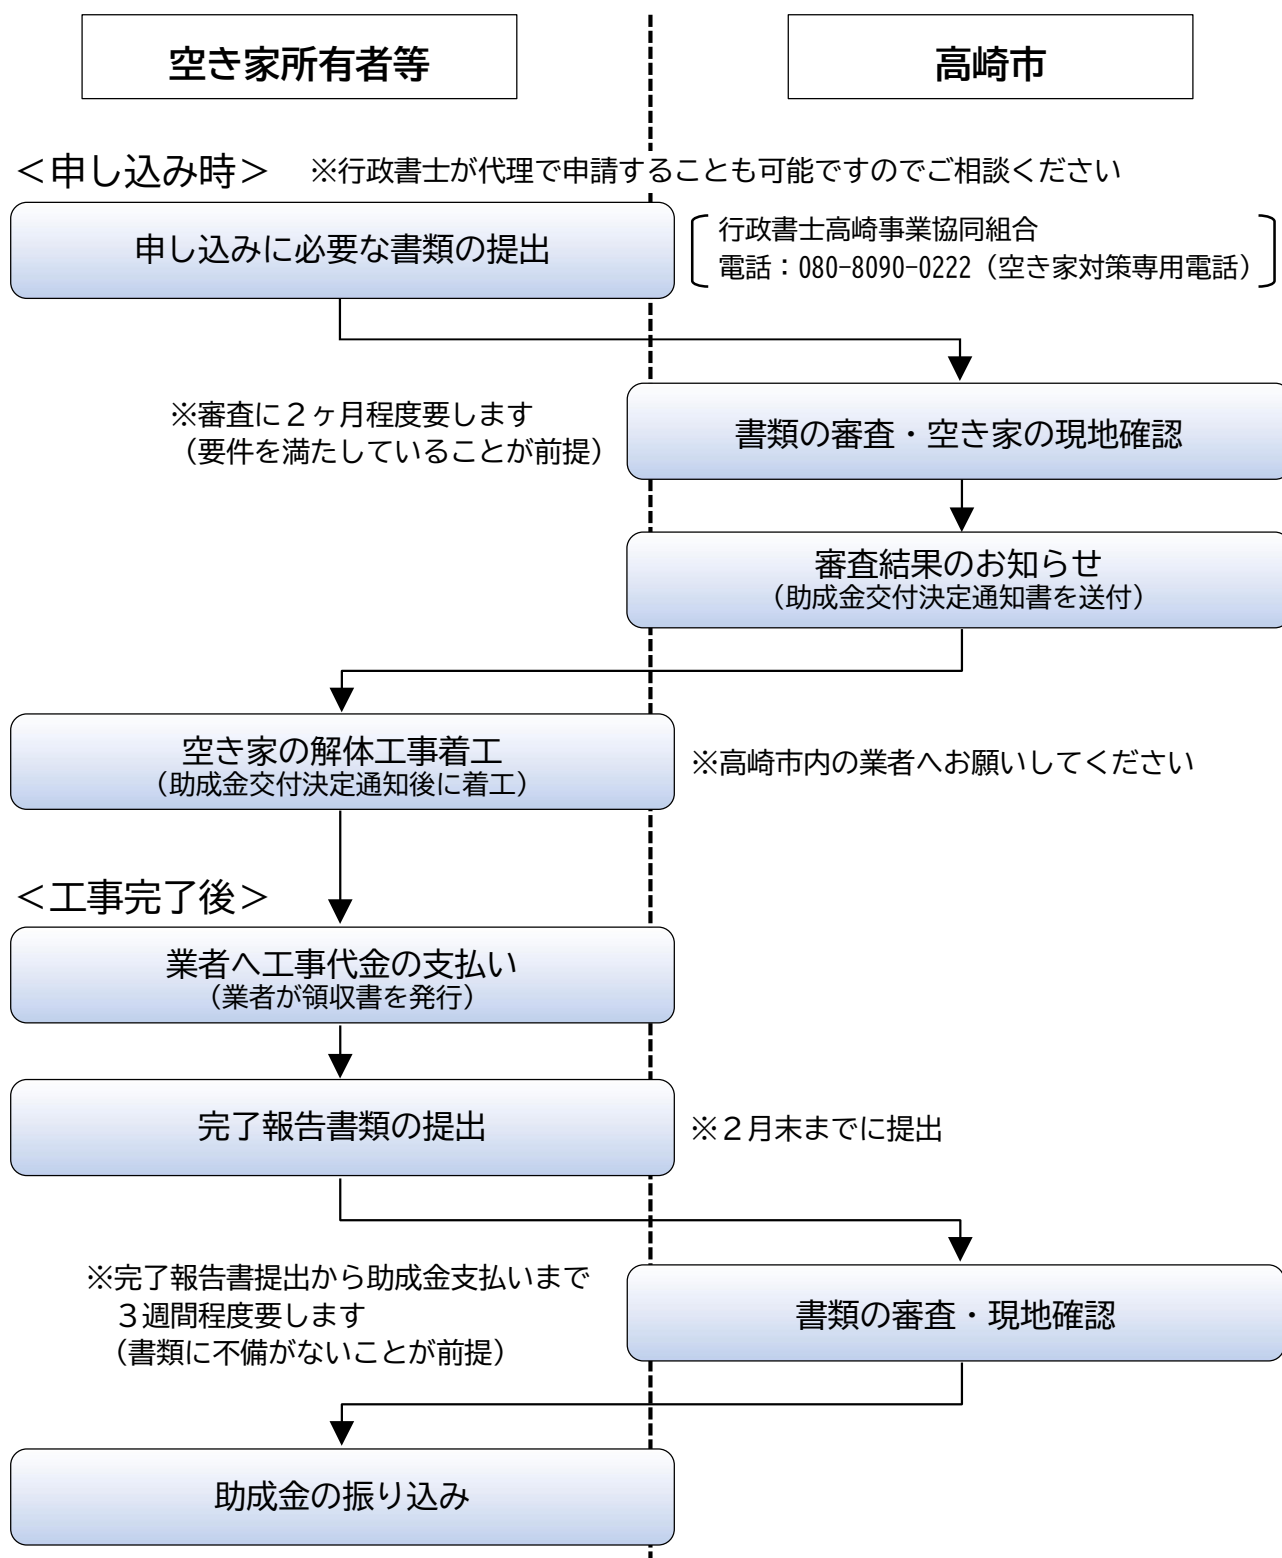 空き家所有者等
高崎市
＜申し込み時＞
※行政書士が代理で申請することも可能ですのでご相談ください
申し込みに必要な書類の提出
行政書士高崎事業協同組合
電話：080-8090-0222（空き家対策専用電話）
※審査に２ヶ月程度要します
（要件を満たしていることが前提）
書類の審査・空き家の現地確認
審査結果のお知らせ
（助成金交付決定通知書を送付）
空き家の解体工事着工
（助成金交付決定通知後に着工）
※高崎市内の業者へお願いしてください
＜工事完了後＞
業者へ工事代金の支払い
（業者が領収書を発行）
完了報告書類の提出
※２月末までに提出
※完了報告書提出から助成金支払いまで
３週間程度要します
（書類に不備がないことが前提）
書類の審査・現地確認
助成金の振り込み